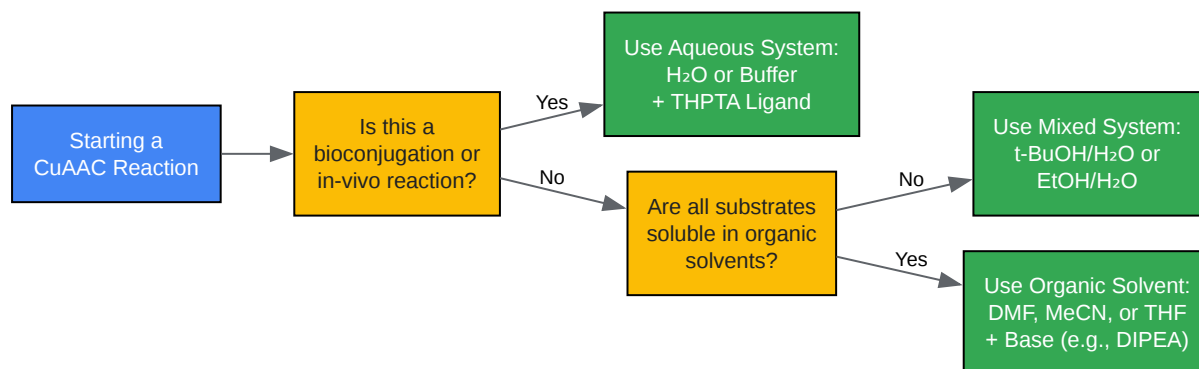 Starting a
CuAAC Reaction
Is this a
bioconjugation or
in-vivo reaction?
Yes
Use Aqueous System:
H₂O or Buffer
+ THPTA Ligand
No
Are all substrates
soluble in organic
solvents?
No
Use Mixed System:
t-BuOH/H₂O or
EtOH/H₂O
Yes
Use Organic Solvent:
DMF, MeCN, or THF
+ Base (e.g., DIPEA)